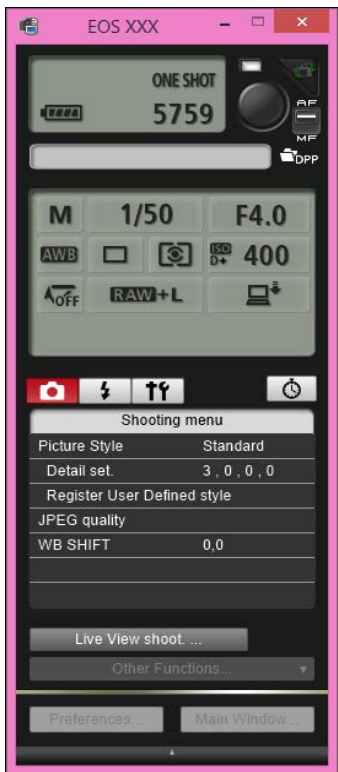 EOS XXX
ONE SHOT
5759
AF
MF
DPP
M 1/50 F4.0
AWB ISO D+ 400
OFF RAW+L
Shooting menu
Picture Style Standard
Detail set. 3 , 0 , 0 , 0
Register User Defined style
JPEG quality
WB SHIFT 0,0
Live View shoot. ...
Other Functions...
Preferences... Main Window...